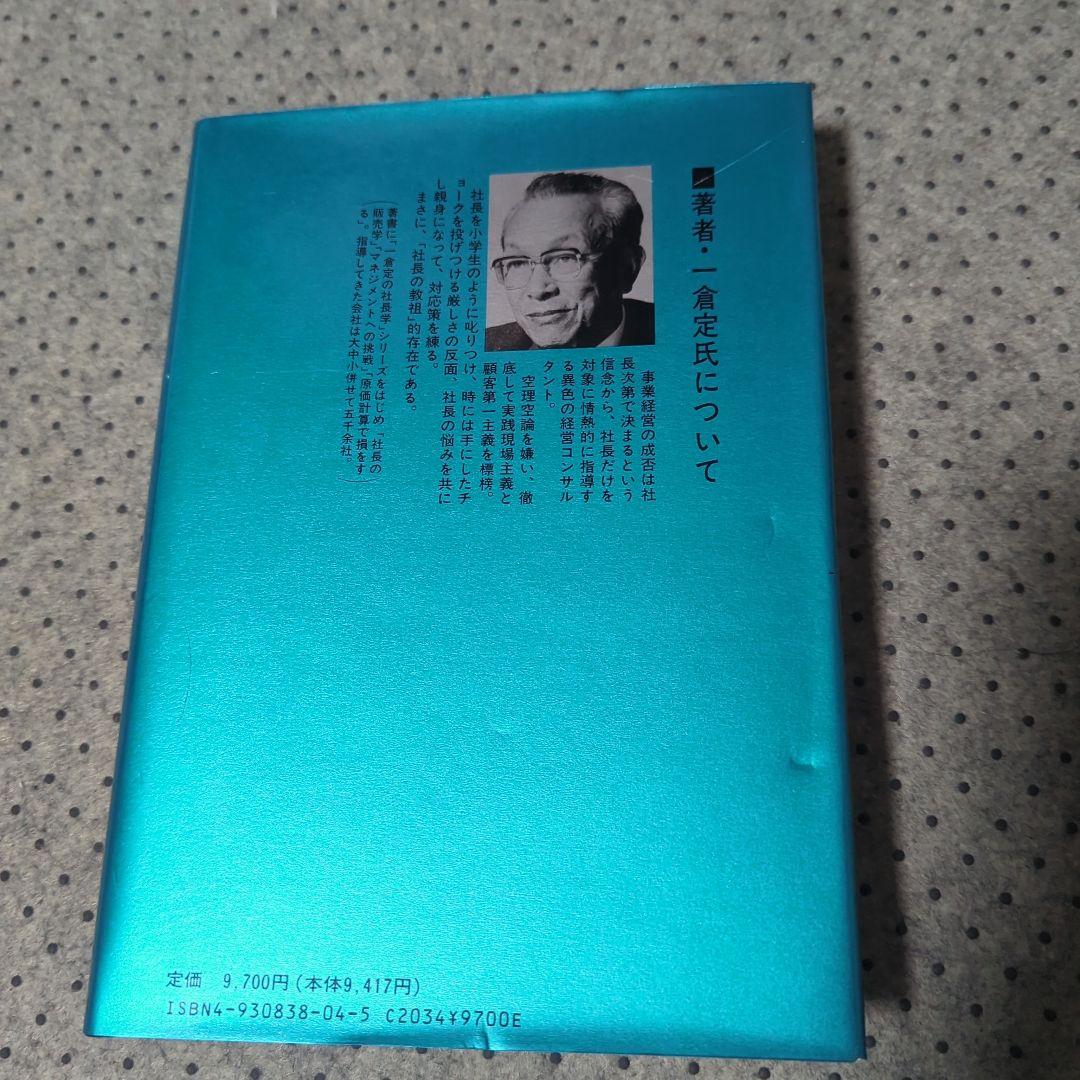 ■著者・一倉定氏について
事業経営の成否は社
長次第で決まるという
信念から、社長だけを
対象に情熱的に指導す
る異色の経営コンサル
タント。
空理空論を嫌い、徹
底して実践現場主義と
顧客第一主義を標榜。
社長を小学生のように叱りつけ、時には手にしたチ
ョークを投げつける厳しさの反面、社長の悩みを共に
し親身になって、対応策を練る。
まさに、「社長の教祖」的存在である。
(著書に「一倉定の社長学」シリーズをはじめ「社長の
販売学」「マネジメントへの挑戦」「原価計算で損をす
る」。指導してきた会社は大中小併せて五千余社。)
定価 9,700円(本体9,417円)
ISBN4-930838-04-5 C2034¥9700E